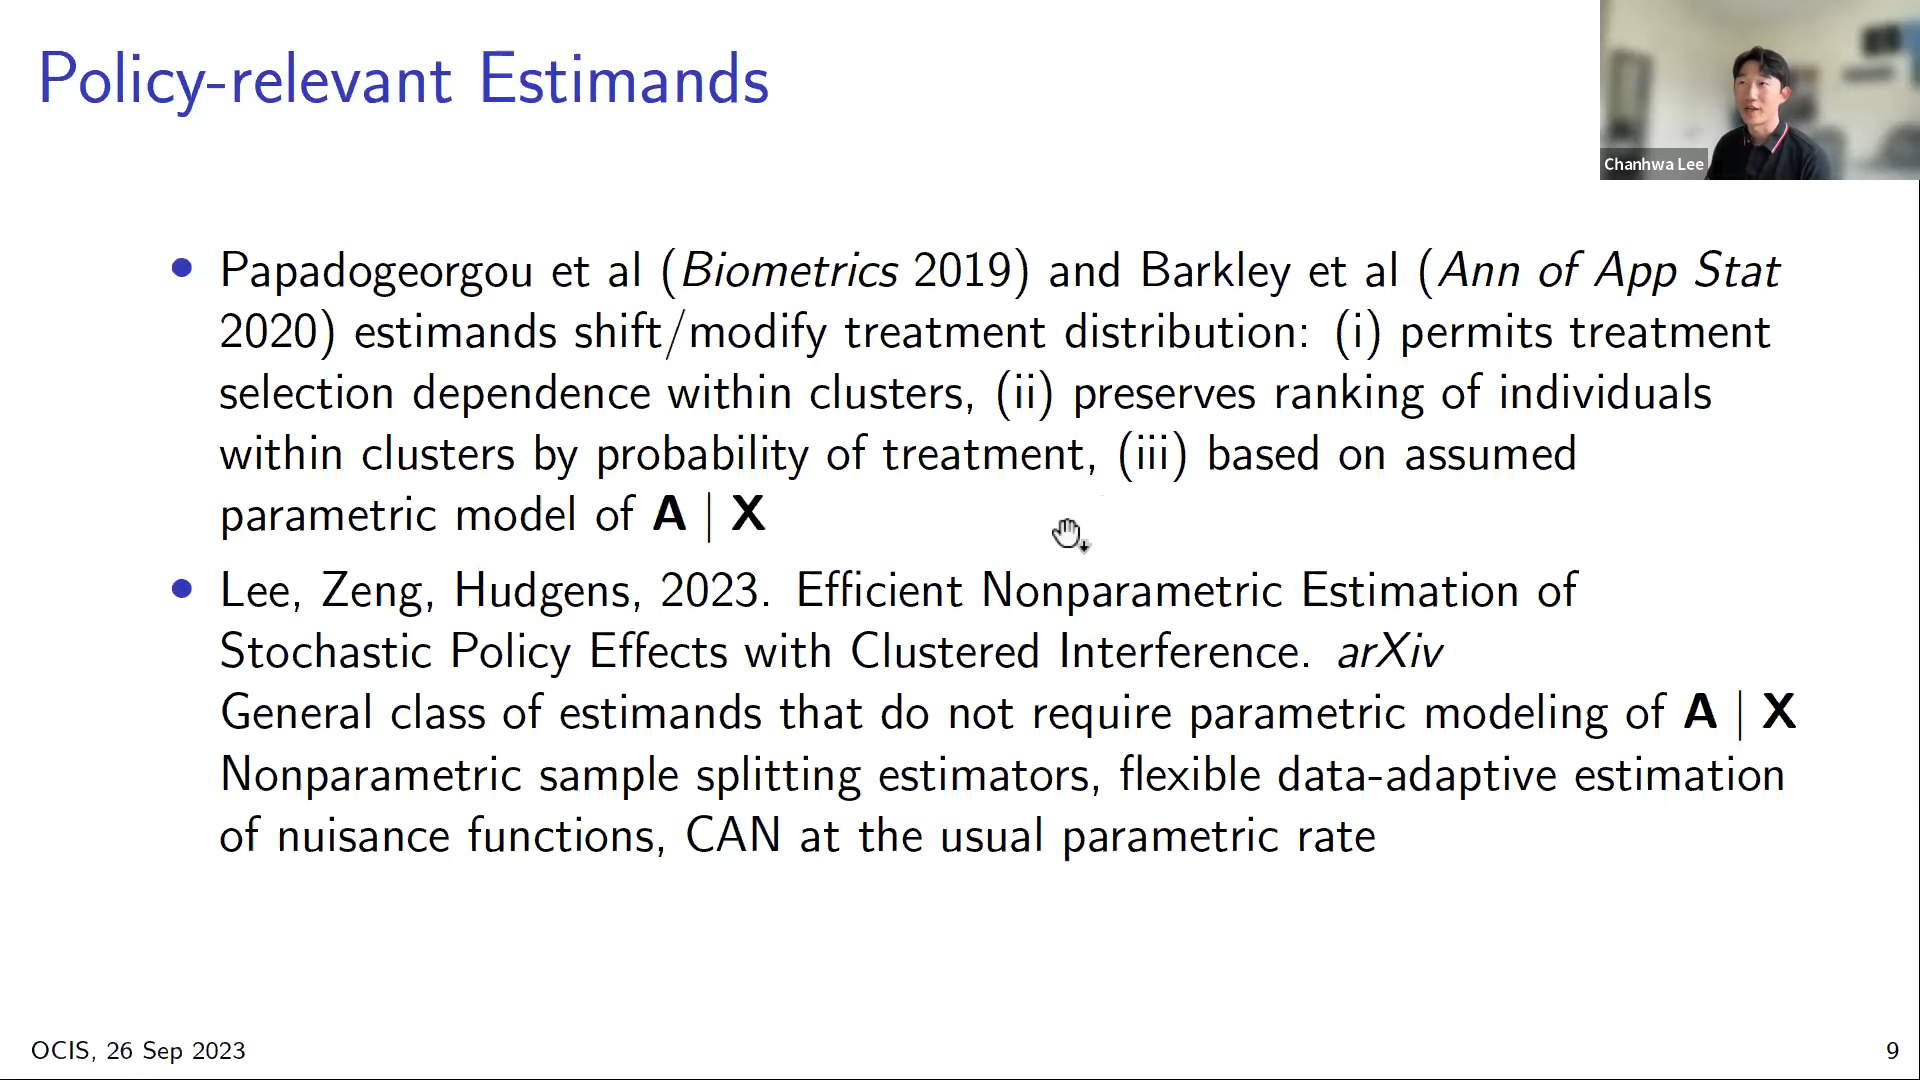 Policy-relevant Estimands
Chanhwa Lee
• Papadogeorgou et al (Biometrics 2019) and Barkley et al (Ann of App Stat
2020) estimands shift/modify treatment distribution: (i) permits treatment
selection dependence within clusters, (ii) preserves ranking of individuals
within clusters by probability of treatment, (iii) based on assumed
parametric model of A | X
• Lee, Zeng, Hudgens, 2023. Efficient Nonparametric Estimation of
Stochastic Policy Effects with Clustered Interference. arXiv
General class of estimands that do not require parametric modeling of A | X
Nonparametric sample splitting estimators, flexible data-adaptive estimation
of nuisance functions, CAN at the usual parametric rate
OCIS, 26 Sep 2023
9